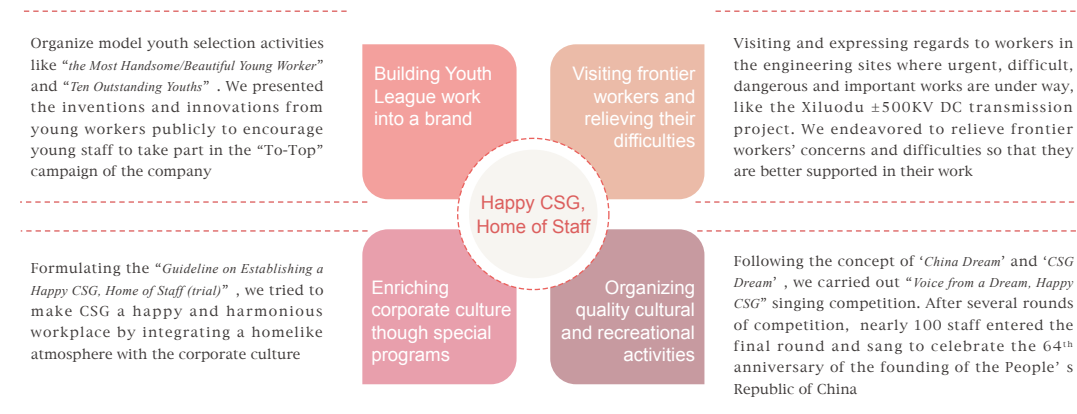 Organize model youth selection activities
like “the Most Handsome/Beautiful Young Worker”
and “Ten Outstanding Youths” . We presented
the inventions and innovations from
young workers publicly to encourage
young staff to take part in the “To-Top”
campaign of the company
Building Youth
League work
into a brand
Visiting frontier
workers and
relieving their
difficulties
Visiting and expressing regards to workers in
the engineering sites where urgent, difficult,
dangerous and important works are under way,
like the Xiluodu ±500KV DC transmission
project. We endeavored to relieve frontier
workers’ concerns and difficulties so that they
are better supported in their work
Happy CSG,
Home of Staff
Formulating the “Guideline on Establishing a
Happy CSG, Home of Staff (trial)” , we tried to
make CSG a happy and harmonious
workplace by integrating a homelike
atmosphere with the corporate culture
Enriching
corporate culture
though special
programs
Organizing
quality cultural
and recreational
activities
Following the concept of ‘China Dream’ and ‘CSG
Dream’ , we carried out “Voice from a Dream, Happy
CSG” singing competition. After several rounds
of competition, nearly 100 staff entered the
final round and sang to celebrate the 64th
anniversary of the founding of the People’ s
Republic of China